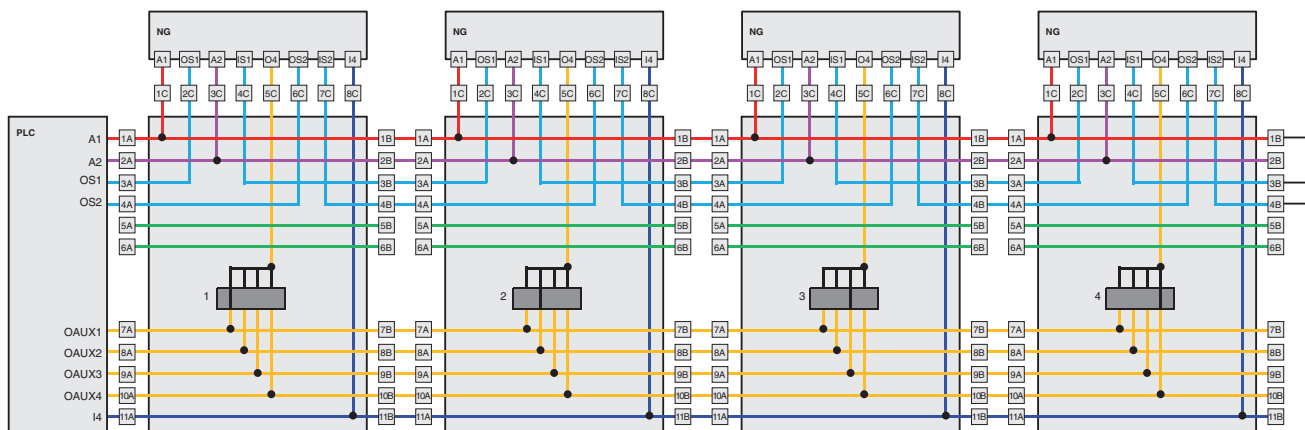 NG NG NG NG
A1 OS1 A2 IS1 O4 OS2 IS2 I4 A1 OS1 A2 IS1 O4 OS2 IS2 I4 A1 OS1 A2 IS1 O4 OS2 IS2 I4 A1 OS1 A2 IS1 O4 OS2 IS2 I4
1C 2C 3C 4C 5C 6C 7C 8C 1C 2C 3C 4C 5C 6C 7C 8C 1C 2C 3C 4C 5C 6C 7C 8C 1C 2C 3C 4C 5C 6C 7C 8C
PLC
A1 1A 1B 1A 1B 1A 1B 1A 1B
A2 2A 2B 2A 2B 2A 2B 2A 2B
OS1 3A 3B 3A 3B 3A 3B 3A 3B
OS2 4A 4B 4A 4B 4A 4B 4A 4B
5A 5B 5A 5B 5A 5B 5A 5B
6A 6B 6A 6B 6A 6B 6A 6B
1 2 3 4
OAUX1 7A 7B 7A 7B 7A 7B 7A 7B
OAUX2 8A 8B 8A 8B 8A 8B 8A 8B
OAUX3 9A 9B 9A 9B 9A 9B 9A 9B
OAUX4 10A 10B 10A 10B 10A 10B 10A 10B
I4 11A 11B 11A 11B 11A 11B 11A 11B